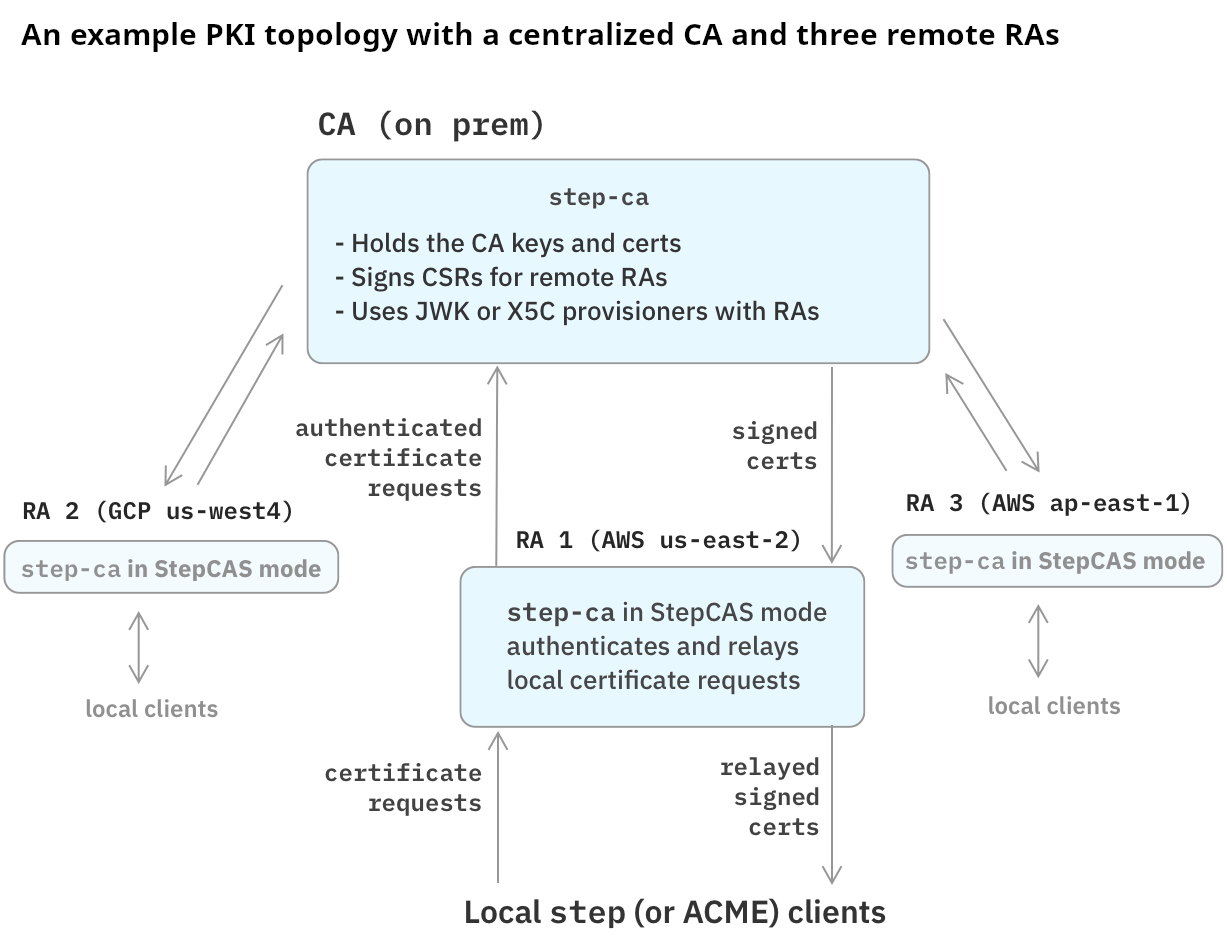 An example PKI topology with a centralized CA and three remote RAs
CA (on prem)
step-ca
- Holds the CA keys and certs
- Signs CSRs for remote RAs
- Uses JWK or X5C provisioners with RAs
authenticated
certificate
requests
signed
certs
RA 2 (GCP us-west4)
step-ca in StepCAS mode
local clients
RA 1 (AWS us-east-2)
step-ca in StepCAS mode
authenticates and relays
local certificate requests
RA 3 (AWS ap-east-1)
step-ca in StepCAS mode
local clients
certificate
requests
relayed
signed
certs
Local step (or ACME) clients